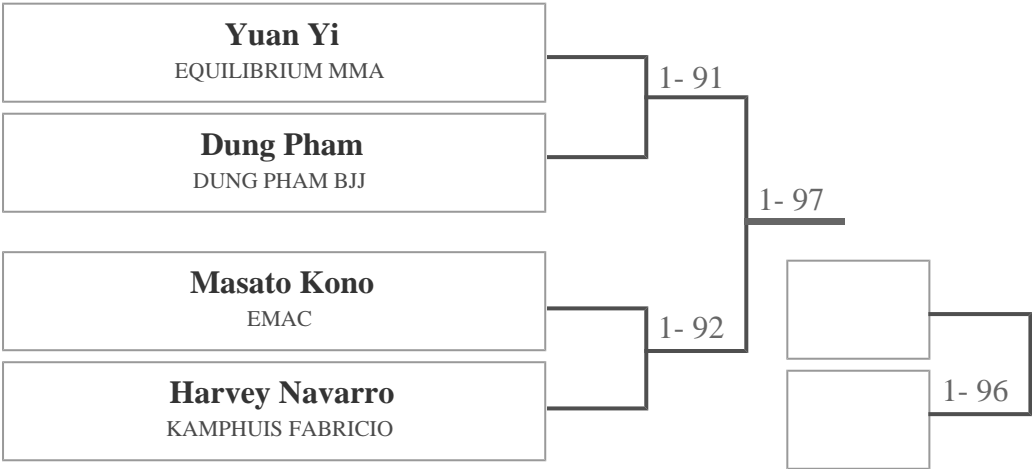 Yuan Yi
EQUILIBRIUM MMA
1- 91
Dung Pham
DUNG PHAM BJJ
1- 97
Masato Kono
EMAC
1- 92
Harvey Navarro
KAMPHUIS FABRICIO
1- 96